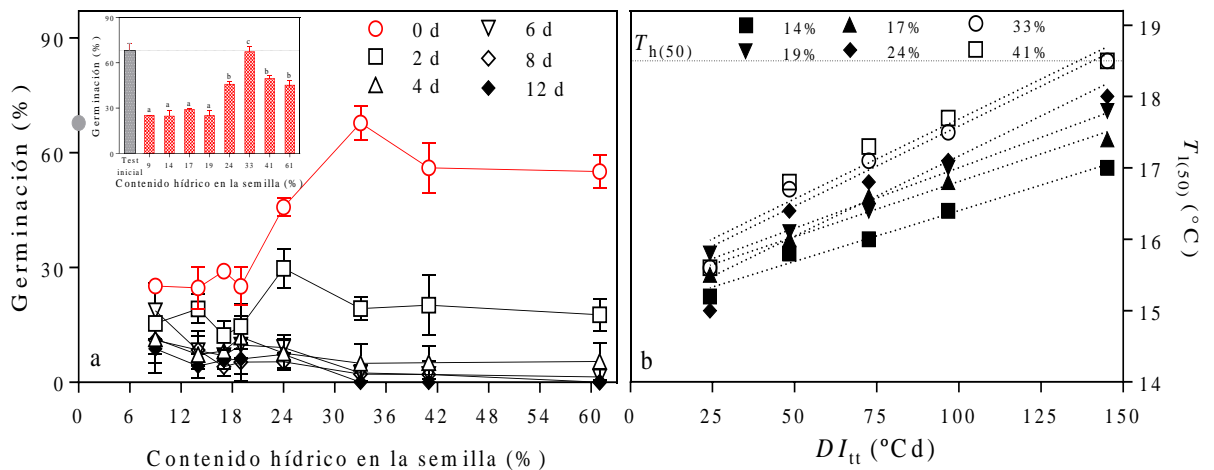 90
60
30
0
Germinación (%)
0 6 12 18 24 30 36 42 48 54 60
Contenido hídrico en la semilla (%)
a
90
60
30
0
Germinación (%)
a a a a b c b b
Test inicial 9 14 17 19 24 33 41 61
Contenido hídrico en la semilla (%)
0 d 6 d
2 d 8 d
4 d 12 d
14% 17% 33%
19% 24% 41%
Th(50)
b
19
18
17
16
15
14
Tl(50) (°C)
0 25 50 75 100 125 150
DItt (ºCd)